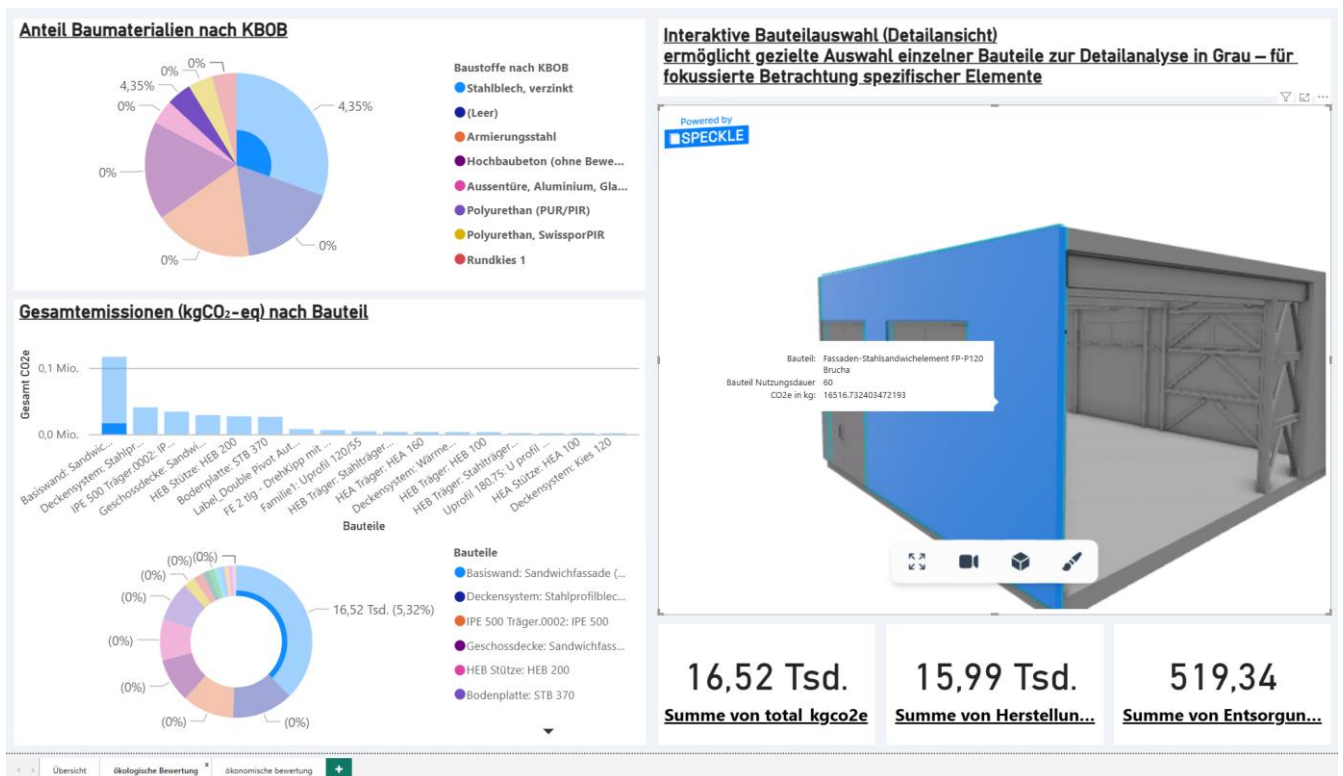 Anteil Baumaterialien nach KBOB
0%
0%
4,35%
0%
0%
0%
0%
4,35%
Baustoffe nach KBOB
Stahlblech, verzinkt
(Leer)
Armierungsstahl
Hochbaubeton (ohne Bewe...
Aussentüre, Aluminium, Gla...
Polyurethan (PUR/PIR)
Polyurethan, SwissporPIR
Rundkies 1
Gesamtemissionen (kgCO₂-eq) nach Bauteil
Gesamt CO2e
0,1 Mio.
0,0 Mio.
Basiswand: Sandwic...
Deckensystem: Stahlpr...
IPE 500 Träger.0002: IP...
Geschossdecke: Sandwi...
HEB Stütze: HEB 200
Bodenplatte: STB 370
Label_Double Pivot Aut...
FE 2 tlg - DrehKipp mit ...
Familie1: Uprofil 120/55
HEB Träger: Stahlträger...
HEA Träger: HEA 160
Deckensystem: Wärme...
HEB Träger: HEB 100
HEB Träger: Stahlträger...
Uprofil 180,75: U profil ...
HEA Stütze: HEA 100
Deckensystem: Kies 120
Bauteile
(0%)
(0%)
(0%)
(0%)
(0%)
(0%)
(0%)
(0%)
16,52 Tsd. (5,32%)
Bauteile
Basiswand: Sandwichfassade (...
Deckensystem: Stahlprofilblec...
IPE 500 Träger.0002: IPE 500
Geschossdecke: Sandwichfass...
HEB Stütze: HEB 200
Bodenplatte: STB 370
Interaktive Bauteilauswahl (Detailansicht)
ermöglicht gezielte Auswahl einzelner Bauteile zur Detailanalyse in Grau – für
fokussierte Betrachtung spezifischer Elemente
Powered by
SPECKLE
Bauteil: Fassaden-Stahlsandwichelement FP-P120
Brucha
Bauteil Nutzungsdauer 60
CO2e in kg: 16516.732403472193
16,52 Tsd.
Summe von total_kgco2e
15,99 Tsd.
Summe von Herstellun...
519,34
Summe von Entsorgun...
Übersicht
ökologische Bewertung x
ökonomische bewertung
+